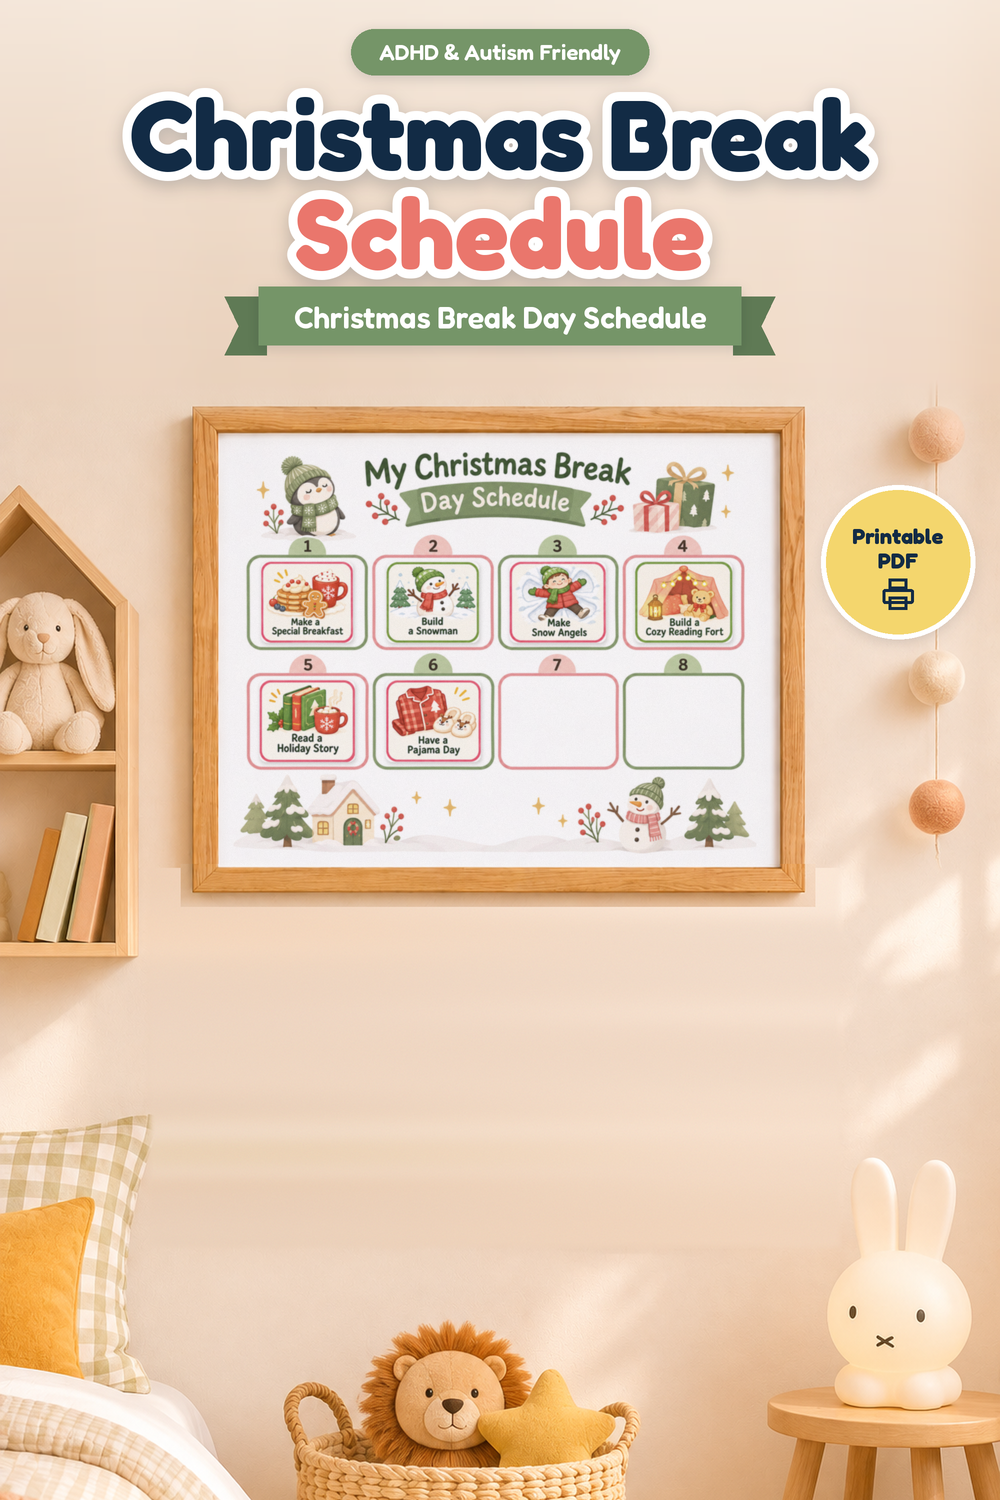 ADHD & Autism Friendly
Christmas Break
Schedule
Christmas Break Day Schedule
My Christmas Break
Day Schedule
1
2
3
4
Make a
Special Breakfast
Build
a Snowman
Make
Snow Angels
Build a
Cozy Reading Fort
5
6
7
8
Read a
Holiday Story
Have a
Pajama Day
Printable
PDF